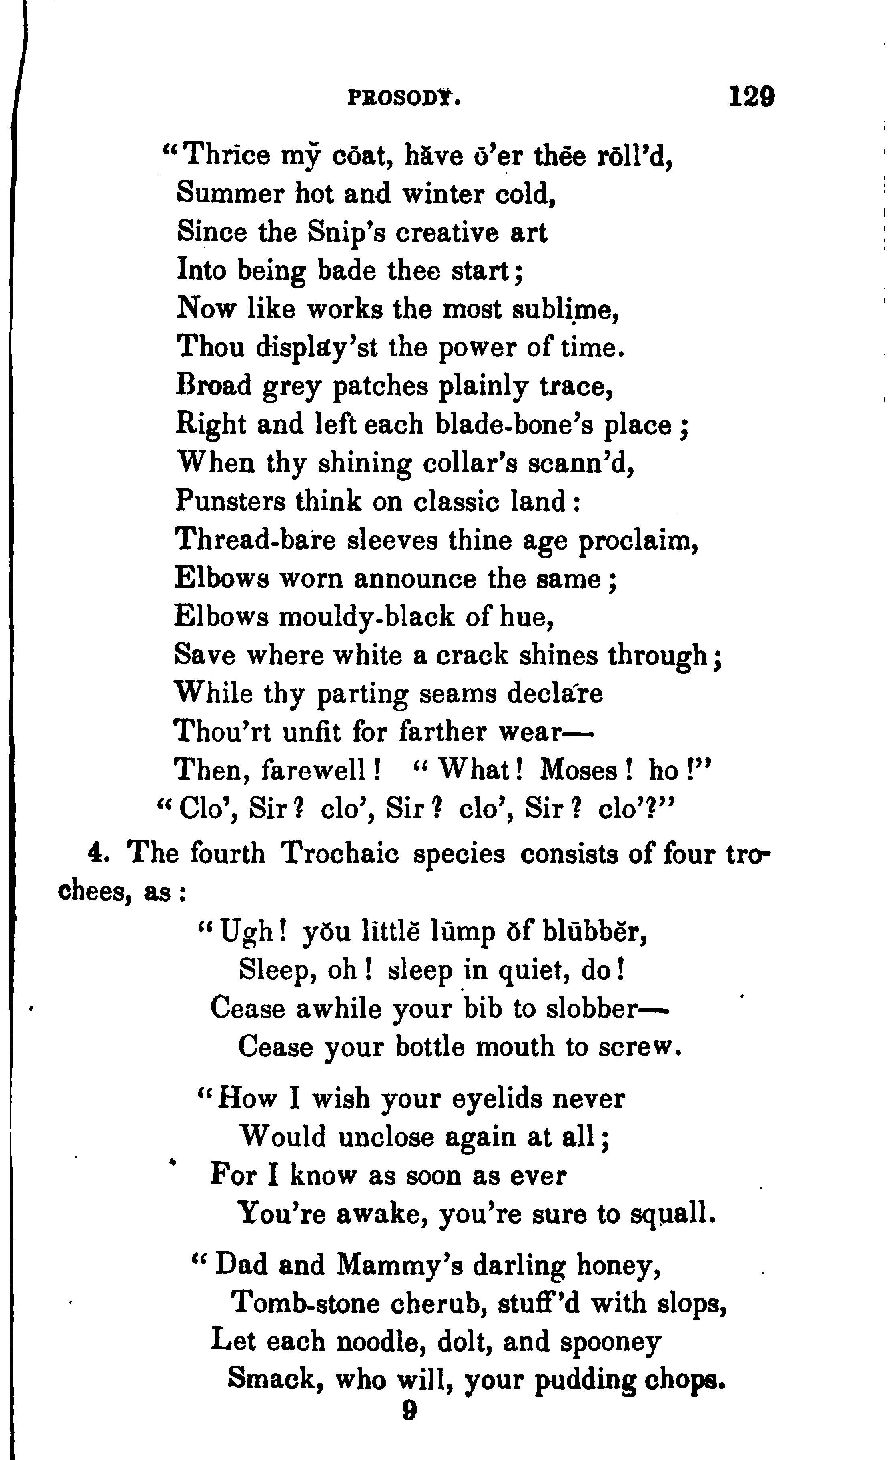 PROSODY. 129
“Thrice mў cōat, hăve ō’er thēe rōll’d,
Summer hot and winter cold,
Since the Snip’s creative art
Into being bade thee start;
Now like works the most sublime,
Thou display’st the power of time.
Broad grey patches plainly trace,
Right and left each blade-bone’s place;
When thy shining collar’s scann’d,
Punsters think on classic land:
Thread-bare sleeves thine age proclaim,
Elbows worn announce the same;
Elbows mouldy-black of hue,
Save where white a crack shines through;
While thy parting seams declare
Thou’rt unfit for farther wear—
Then, farewell! “What! Moses! ho!”
“Clo’, Sir? clo’, Sir? clo’, Sir? clo’?”
4. The fourth Trochaic species consists of four tro-
chees, as:
“Ugh! yŏu līttlĕ lūmp ŏf blūbbĕr,
Sleep, oh! sleep in quiet, do!
Cease awhile your bib to slobber—
Cease your bottle mouth to screw.
“How I wish your eyelids never
Would unclose again at all;
For I know as soon as ever
You’re awake, you’re sure to squall.
“Dad and Mammy’s darling honey,
Tomb-stone cherub, stuff’d with slops,
Let each noodle, dolt, and spooney
Smack, who will, your pudding chops.
9